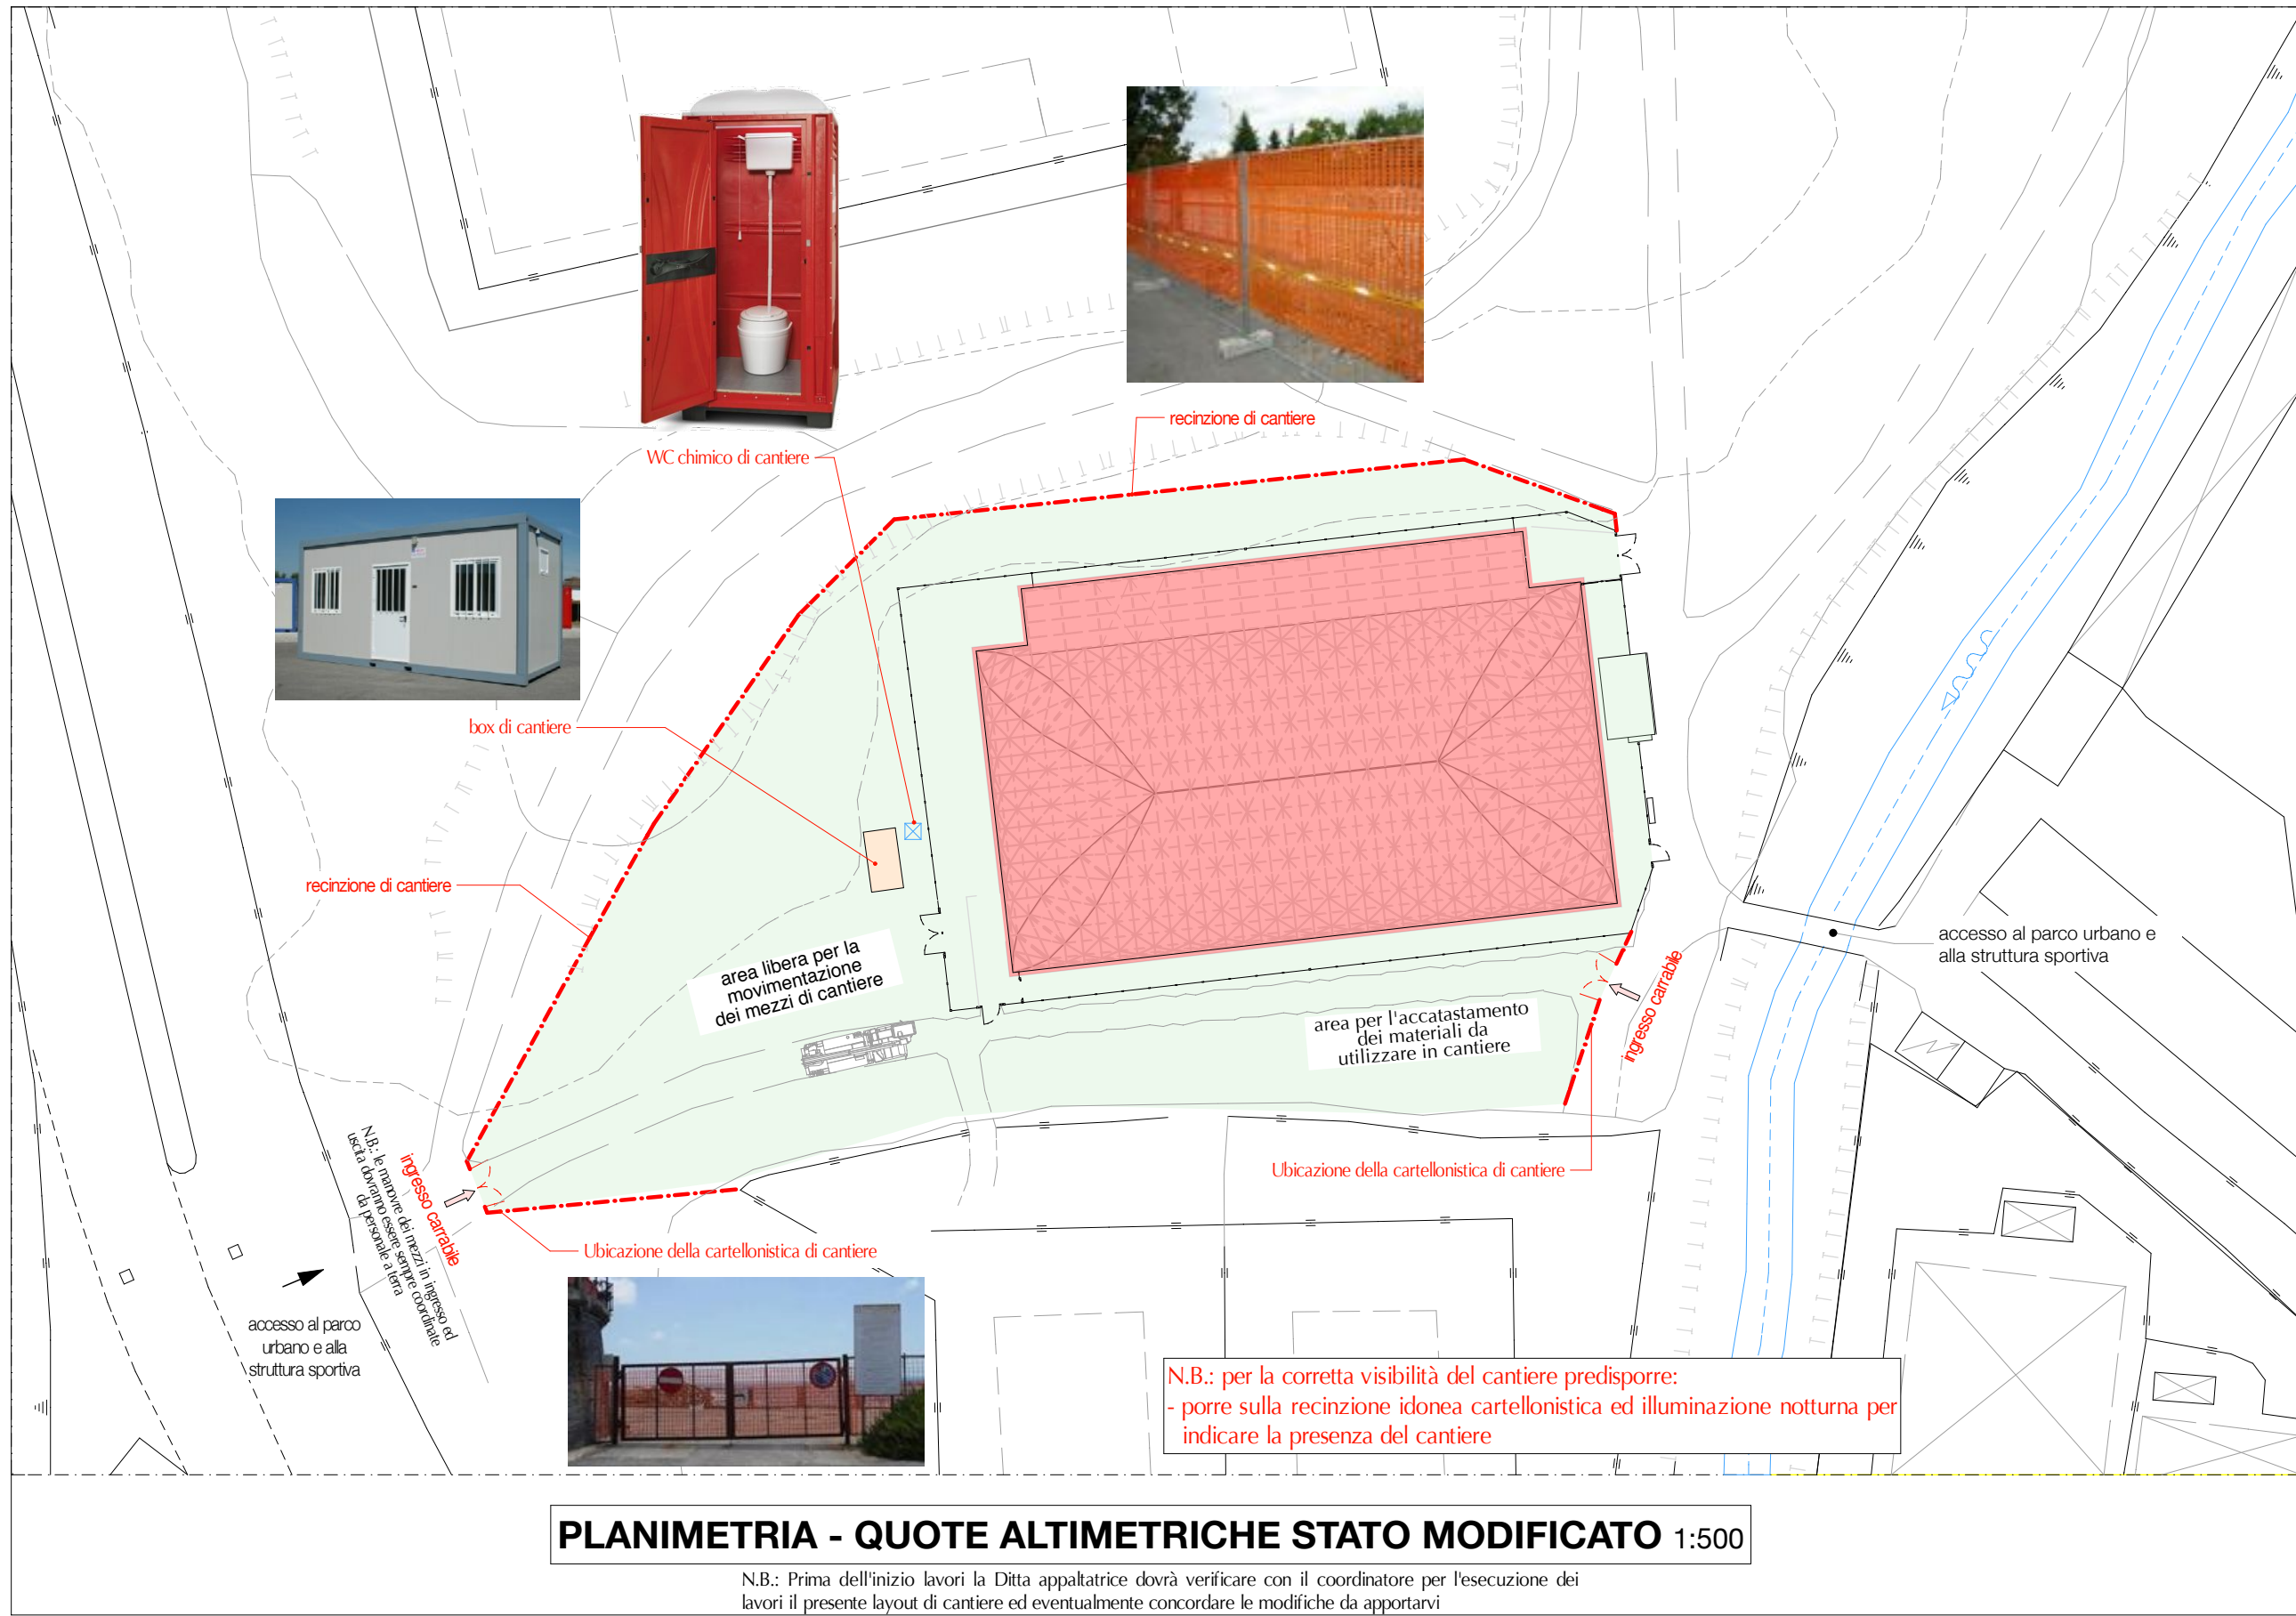 recinzione di cantiere
WC chimico di cantiere
box di cantiere
recinzione di cantiere
area libera per la
movimentazione
dei mezzi di cantiere
area per l'accatastamento
dei materiali da
utilizzare in cantiere
ingresso carrabile
accesso al parco urbano e
alla struttura sportiva
Ubicazione della cartellonistica di cantiere
ingresso carrabile
N.B.: le manovre dei mezzi in ingresso ed
uscita dovranno essere sempre coordinate
da personale a terra
Ubicazione della cartellonistica di cantiere
accesso al parco
urbano e alla
struttura sportiva
N.B.: per la corretta visibilità del cantiere predisporre:
- porre sulla recinzione idonea cartellonistica ed illuminazione notturna per
indicare la presenza del cantiere
PLANIMETRIA - QUOTE ALTIMETRICHE STATO MODIFICATO 1:500
N.B.: Prima dell'inizio lavori la Ditta appaltatrice dovrà verificare con il coordinatore per l'esecuzione dei
lavori il presente layout di cantiere ed eventualmente concordare le modifiche da apportarvi